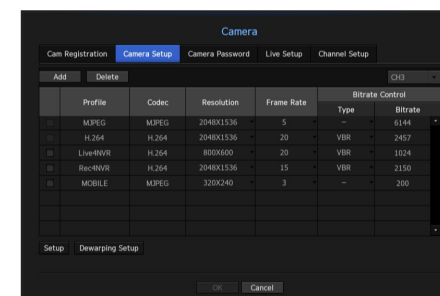 Camera
Cam Registration Camera Setup Camera Password Live Setup Channel Setup
Add Delete CH3
Profile Codec Resolution Frame Rate Bitrate Control
Type Bitrate
MJPEG MJPEG 2048X1536 5 – 6144
H.264 H.264 2048X1536 20 VBR 2457
Live4NVR H.264 800X600 20 VBR 1024
Rec4NVR H.264 2048X1536 15 VBR 2150
MOBILE MJPEG 320X240 3 – 200
Setup Dewarping Setup
OK Cancel